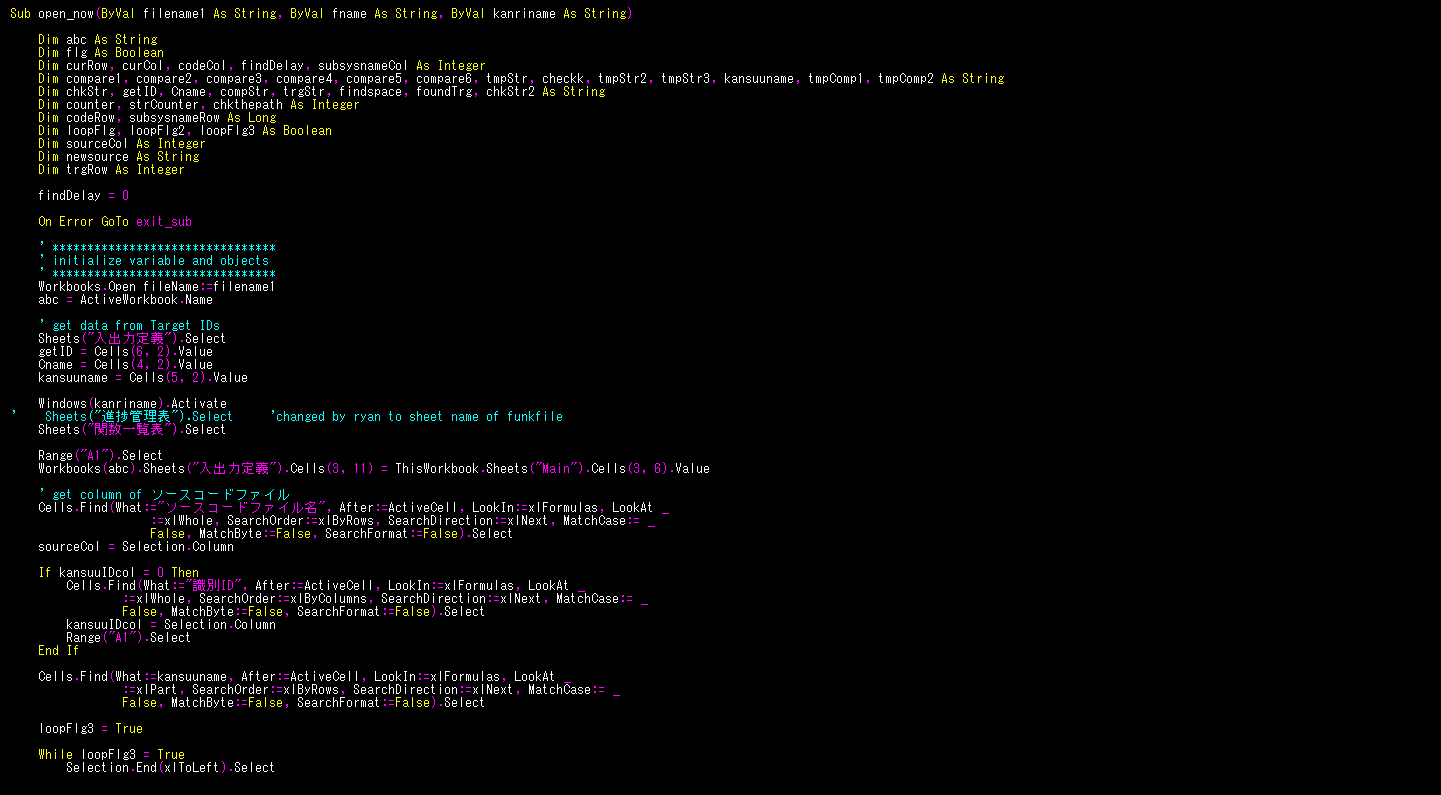 Sub open_now(ByVal filename1 As String, ByVal fname As String, ByVal kanriname As String)
Dim abc As String
Dim flg As Boolean
Dim curRow, curCol, codeCol, findDelay, subsysnameCol As Integer
Dim compare1, compare2, compare3, compare4, compare5, compare6, tmpStr, checkk, tmpStr2, tmpStr3, kansuuname, tmpComp1, tmpComp2 As String
Dim chkStr, getID, Cname, compStr, trgStr, findspace, foundTrg, chkStr2 As String
Dim counter, strCounter, chkthepath As Integer
Dim codeRow, subsysnameRow As Long
Dim loopFlg, loopFlg2, loopFlg3 As Boolean
Dim sourceCol As Integer
Dim newsource As String
Dim trgRow As Integer
findDelay = 0
On Error GoTo exit_sub
' ********************************
' initialize variable and objects
' ********************************
Workbooks.Open fileName:=filename1
abc = ActiveWorkbook.Name
' get data from Target IDs
Sheets("入出力定義").Select
getID = Cells(6, 2).Value
Cname = Cells(4, 2).Value
kansuuname = Cells(5, 2).Value
Windows(kanriname).Activate
'    Sheets("進捗管理表").Select     'changed by ryan to sheet name of funkfile
Sheets("関数一覧表").Select
Range("A1").Select
Workbooks(abc).Sheets("入出力定義").Cells(3, 11) = ThisWorkbook.Sheets("Main").Cells(3, 6).Value
' get column of ソースコードファイル
Cells.Find(What:="ソースコードファイル名", After:=ActiveCell, LookIn:=xlFormulas, LookAt _
:=xlWhole, SearchOrder:=xlByRows, SearchDirection:=xlNext, MatchCase:= _
False, MatchByte:=False, SearchFormat:=False).Select
sourceCol = Selection.Column
If kansuuIDcol = 0 Then
Cells.Find(What:="識別ID", After:=ActiveCell, LookIn:=xlFormulas, LookAt _
:=xlWhole, SearchOrder:=xlByColumns, SearchDirection:=xlNext, MatchCase:= _
False, MatchByte:=False, SearchFormat:=False).Select
kansuuIDcol = Selection.Column
Range("A1").Select
End If
Cells.Find(What:=kansuuname, After:=ActiveCell, LookIn:=xlFormulas, LookAt _
:=xlPart, SearchOrder:=xlByRows, SearchDirection:=xlNext, MatchCase:= _
False, MatchByte:=False, SearchFormat:=False).Select
loopFlg3 = True
While loopFlg3 = True
Selection.End(xlToLeft).Select